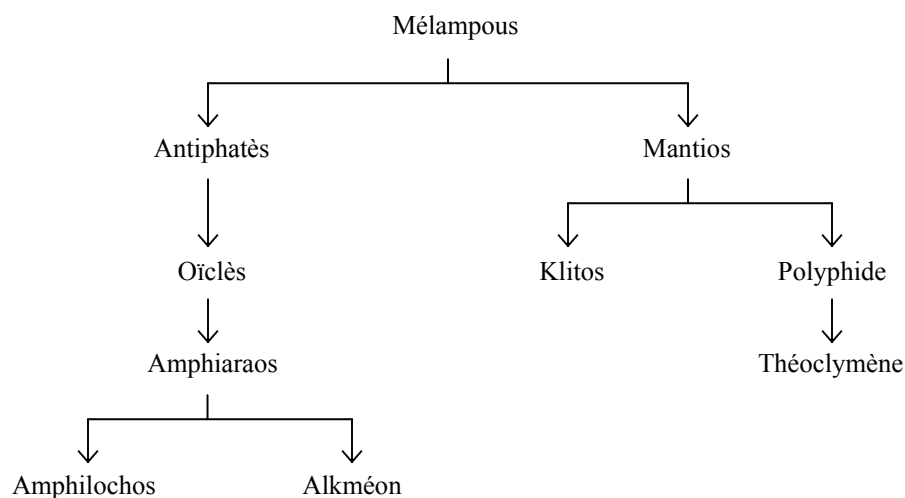 Mélampous
Antiphatès Mantios
Oïclès Klitos Polyphide
Amphiaraos Théoclymène
Amphilochos Alkméon